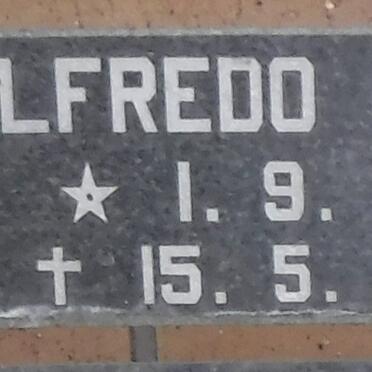 LFREDO
★ 1. 9.
† 15. 5.